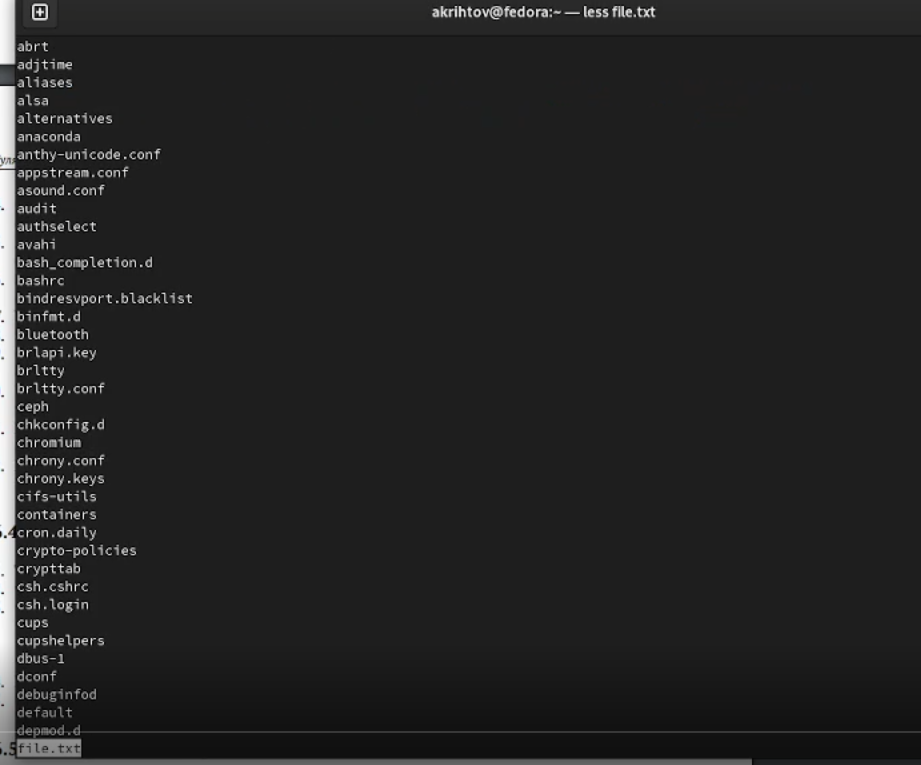 akrihtov@fedora:~ — less file.txt
abrt
adjtime
aliases
alsa
alternatives
anaconda
anthy-unicode.conf
appstream.conf
asound.conf
audit
authselect
avahi
bash_completion.d
bashrc
bindresvport.blacklist
binfmt.d
bluetooth
brlapi.key
brltty
brltty.conf
ceph
chkconfig.d
chromium
chrony.conf
chrony.keys
cifs-utils
containers
cron.daily
crypto-policies
crypttab
csh.cshrc
csh.login
cups
cupshelpers
dbus-1
dconf
debuginfod
default
depmod.d
file.txt